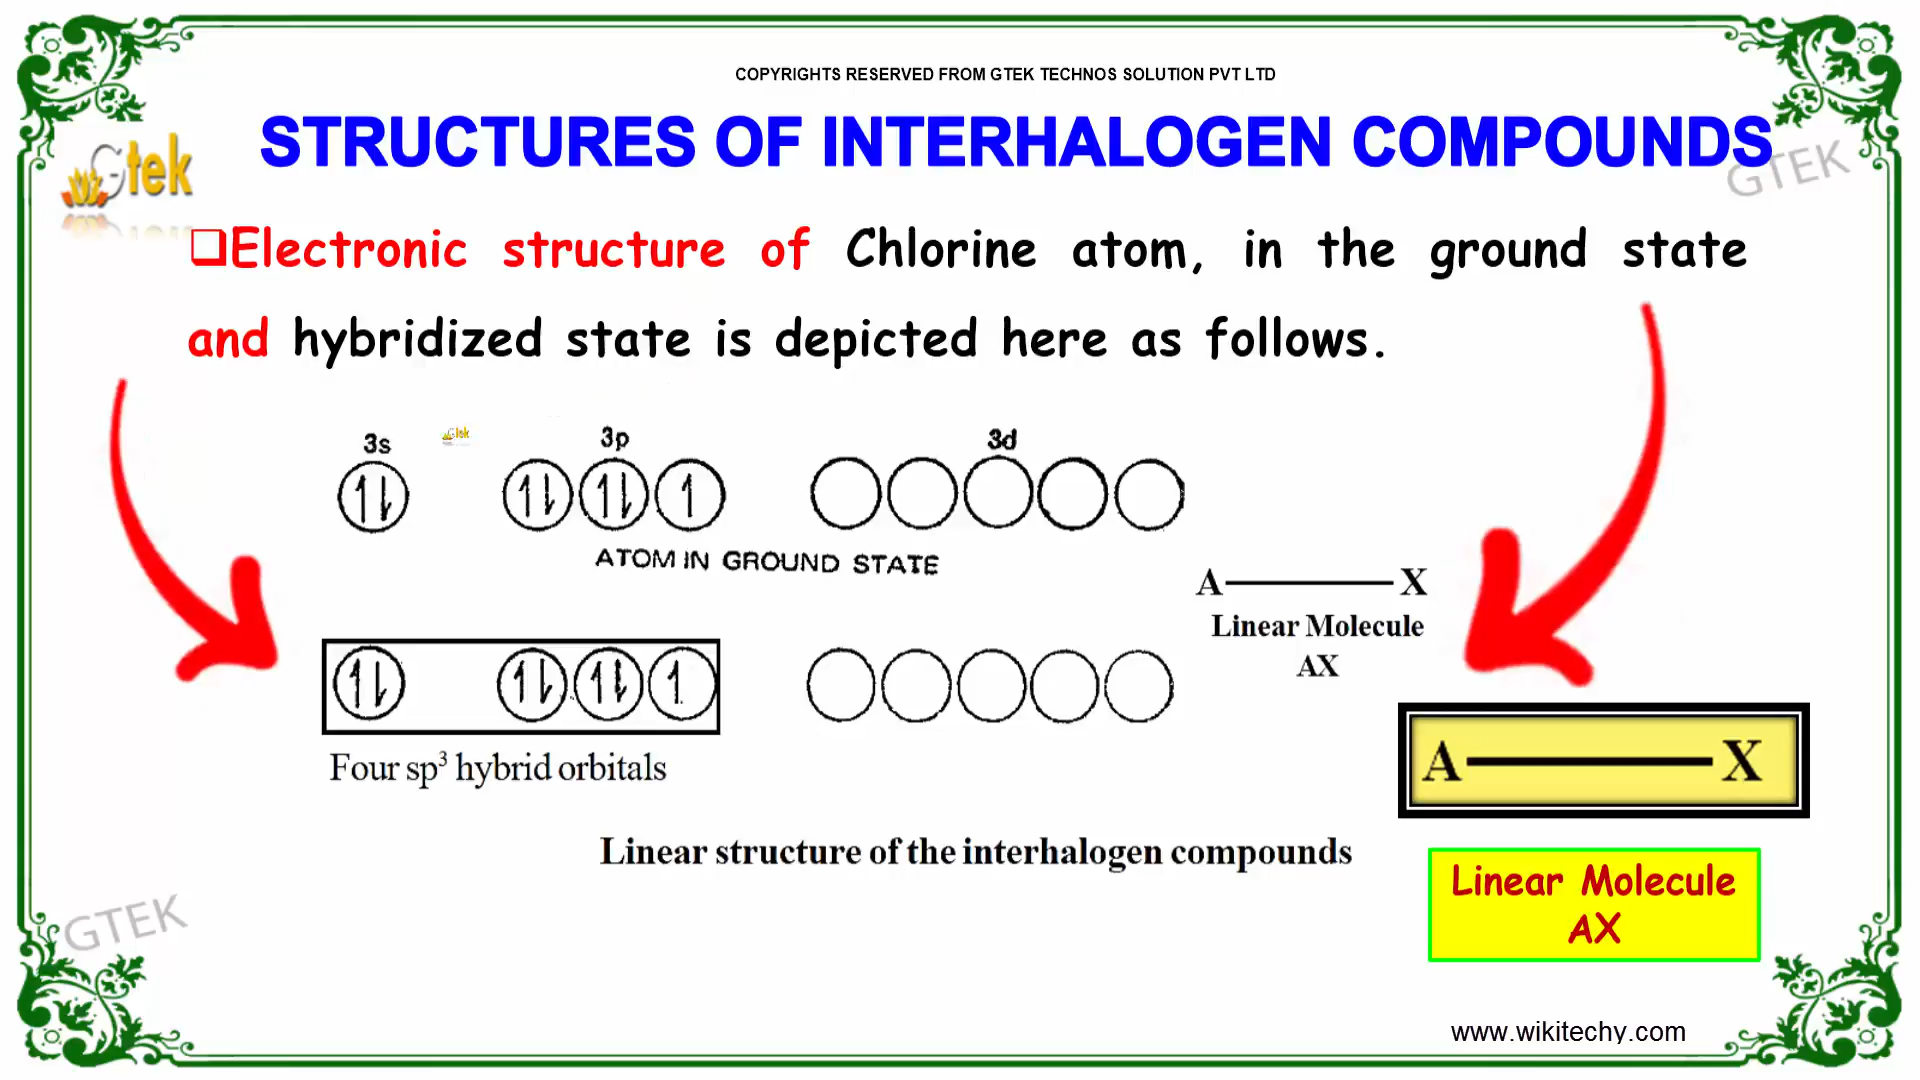 COPYRIGHTS RESERVED FROM GTEK TECHNOS SOLUTION PVT LTD
STRUCTURES OF INTERHALOGEN COMPOUNDS
Gtek
GTEK
❑Electronic structure of Chlorine atom, in the ground state
and hybridized state is depicted here as follows.
3s
Gtek
3p
3d
ATOM IN GROUND STATE
A X
Linear Molecule
AX
Four sp³ hybrid orbitals
A X
Linear structure of the interhalogen compounds
Linear Molecule
AX
GTEK
www.wikitechy.com